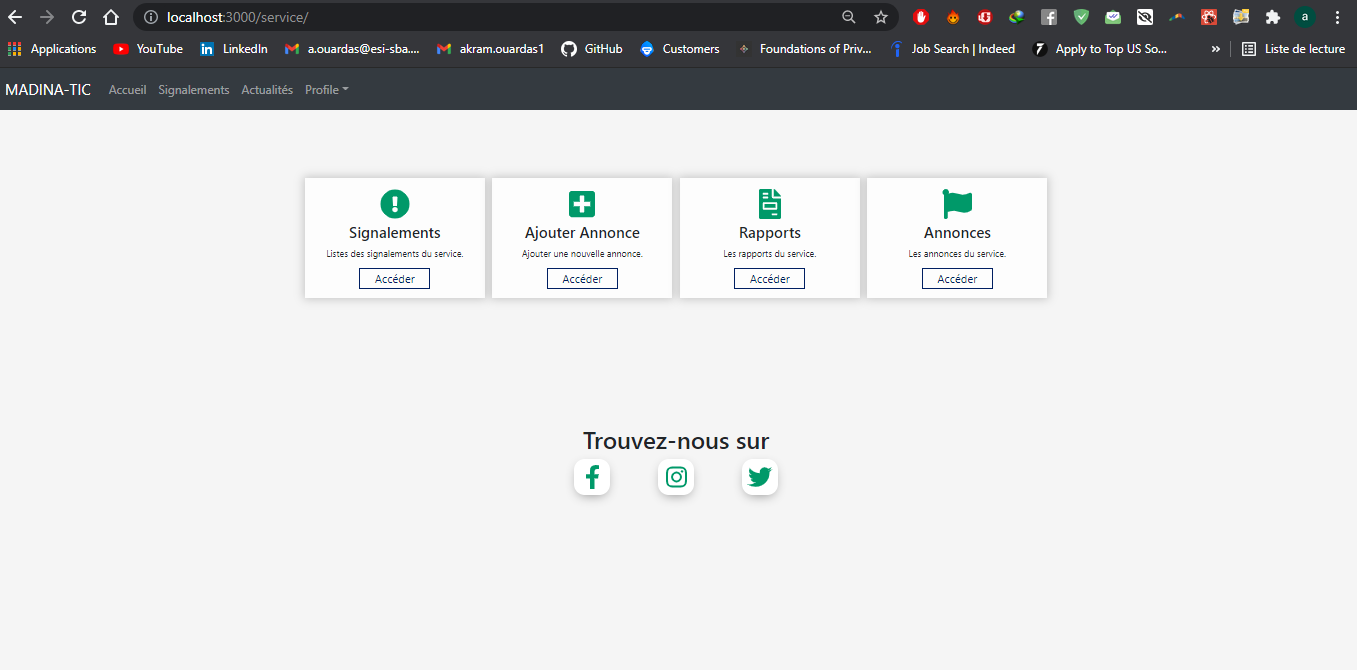 localhost:3000/service/
Applications YouTube LinkedIn a.ouardas@esi-sba.... akram.ouardas1 GitHub Customers Foundations of Priv... Job Search | Indeed Apply to Top US So... » Liste de lecture
MADINA-TIC Accueil Signalements Actualités Profile
Signalements Ajouter Annonce Rapports Annonces
Listes des signalements du service. Ajouter une nouvelle annonce. Les rapports du service. Les annonces du service.
Accéder Accéder Accéder Accéder
Trouvez-nous sur